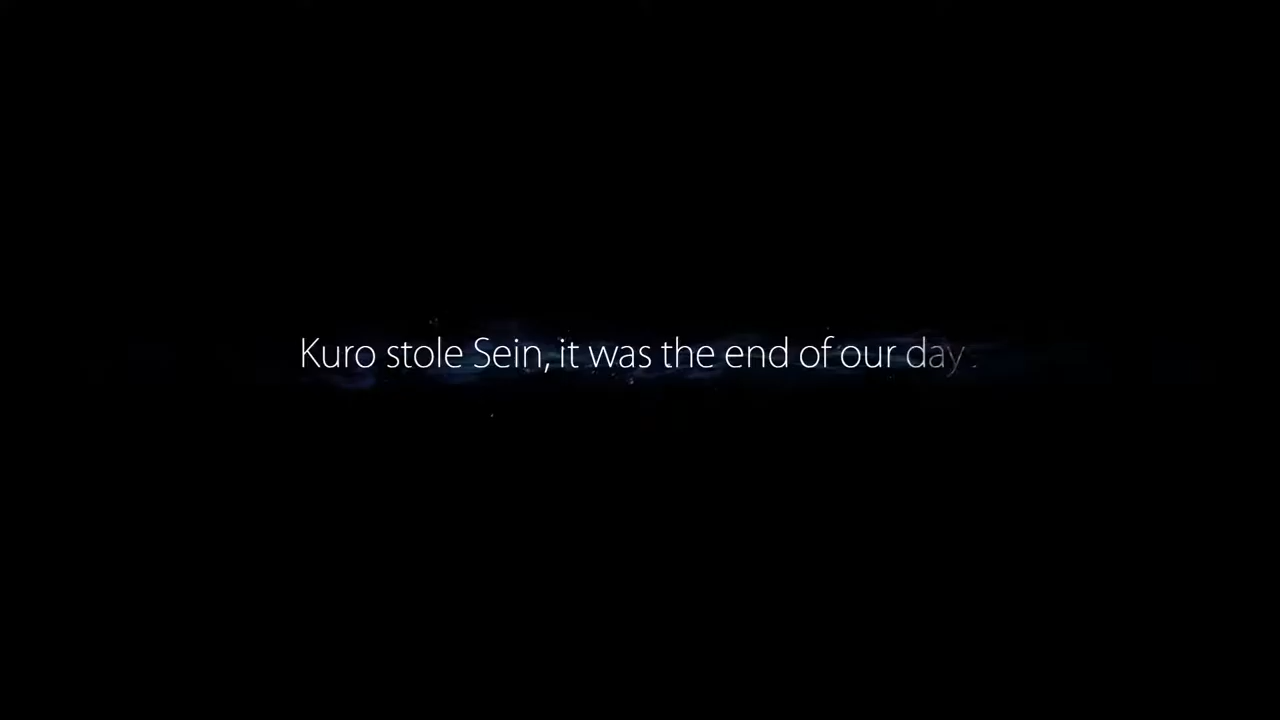 Kuro stole Sein, it was the end of our day